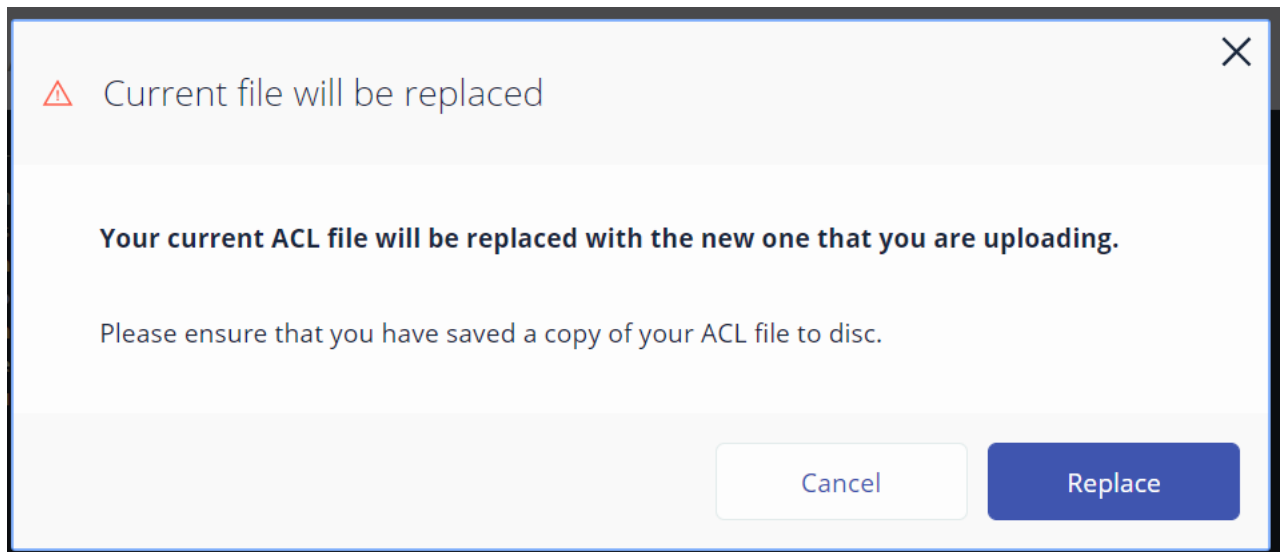 Current file will be replaced
Your current ACL file will be replaced with the new one that you are uploading.
Please ensure that you have saved a copy of your ACL file to disc.
Cancel
Replace